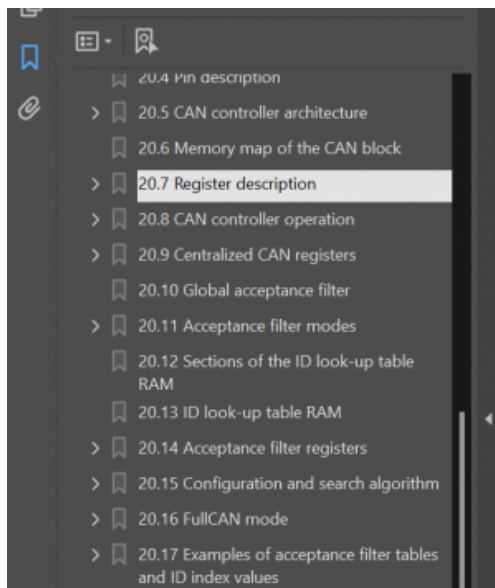 20.4 Pin description
20.5 CAN controller architecture
20.6 Memory map of the CAN block
20.7 Register description
20.8 CAN controller operation
20.9 Centralized CAN registers
20.10 Global acceptance filter
20.11 Acceptance filter modes
20.12 Sections of the ID look-up table
RAM
20.13 ID look-up table RAM
20.14 Acceptance filter registers
20.15 Configuration and search algorithm
20.16 FullCAN mode
20.17 Examples of acceptance filter tables
and ID index values